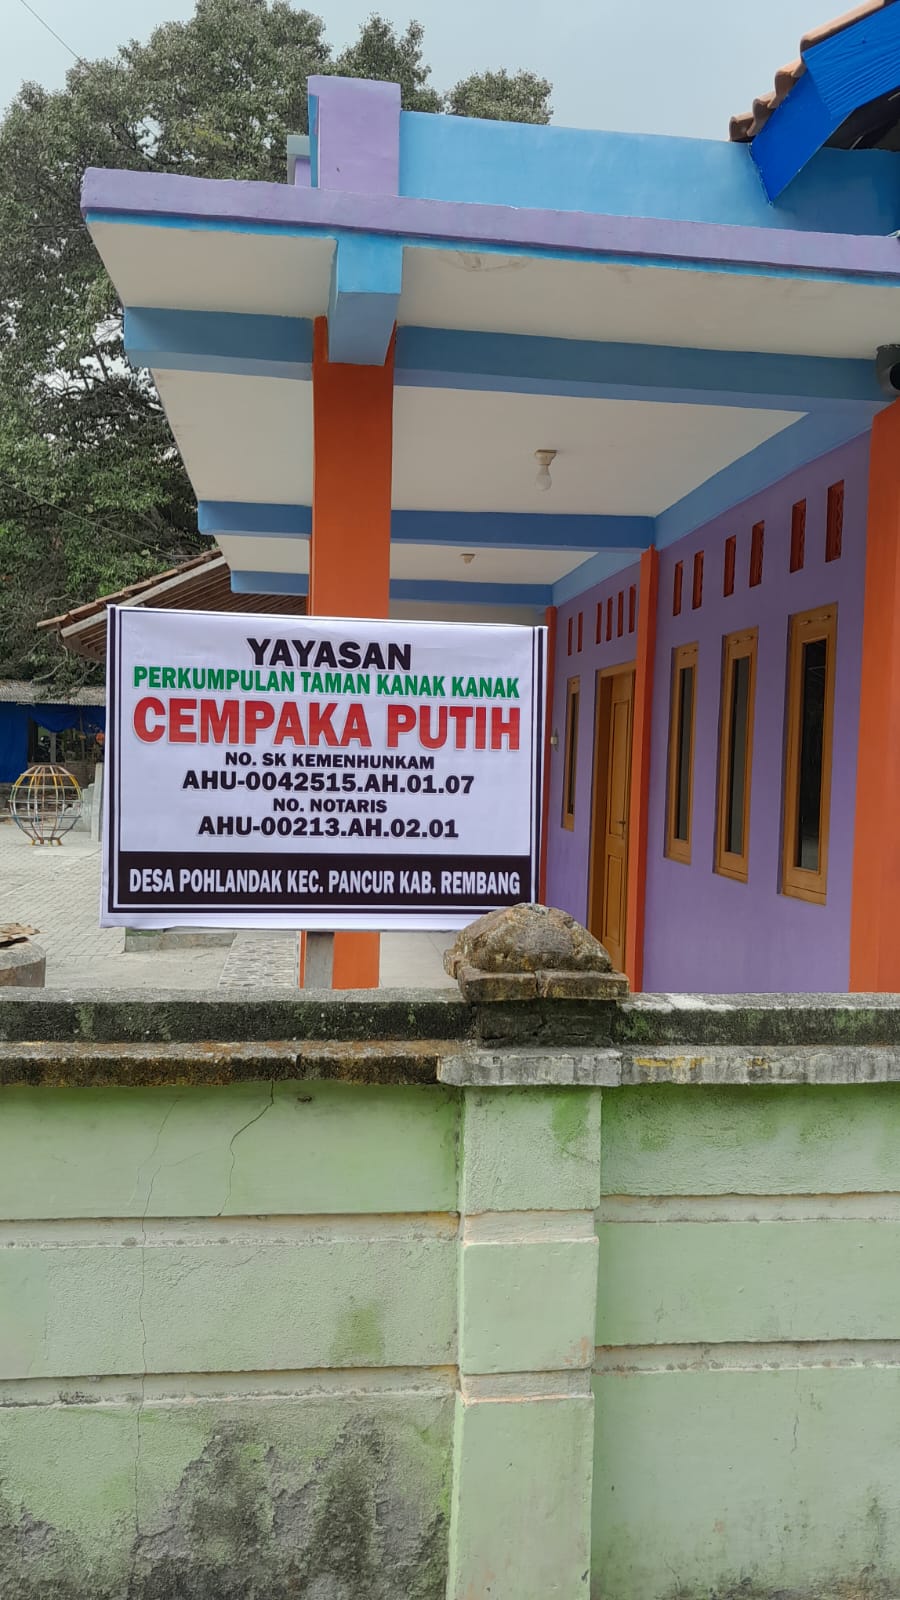 YAYASAN
PERKUMPULAN TAMAN KANAK KANAK
CEMPAKA PUTIH
NO. SK KEMENHUNKAM
AHU-0042515.AH.01.07
NO. NOTARIS
AHU-00213.AH.02.01
DESA POHLANDAK KEC. PANCUR KAB. REMBANG